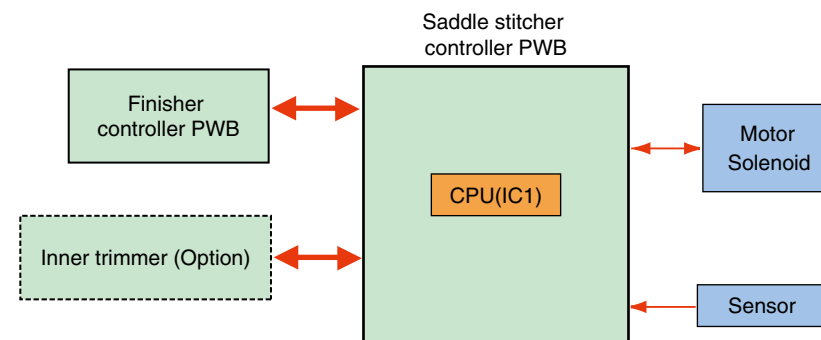 Saddle stitcher
controller PWB
Finisher
controller PWB
Motor
Solenoid
CPU(IC1)
Inner trimmer (Option)
Sensor